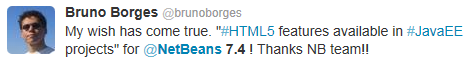 Bruno Borges @brunoborges
My wish has come true. "#HTML5 features available in #JavaEE
projects" for @NetBeans 7.4 ! Thanks NB team!!